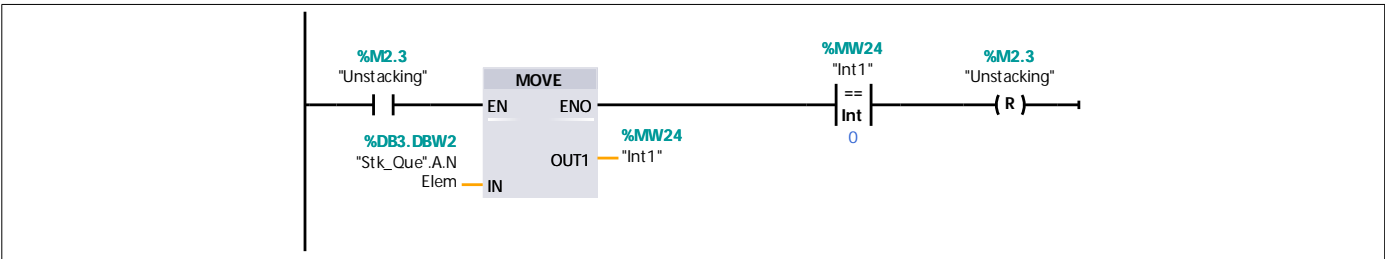 %M2.3
"Unstacking"
MOVE
EN
ENO
%DB3.DBW2
"Stk_Que".A.N
Elem
IN
OUT1
%MW24
"Int1"
%MW24
"Int1"
==
Int
0
%M2.3
"Unstacking"
R